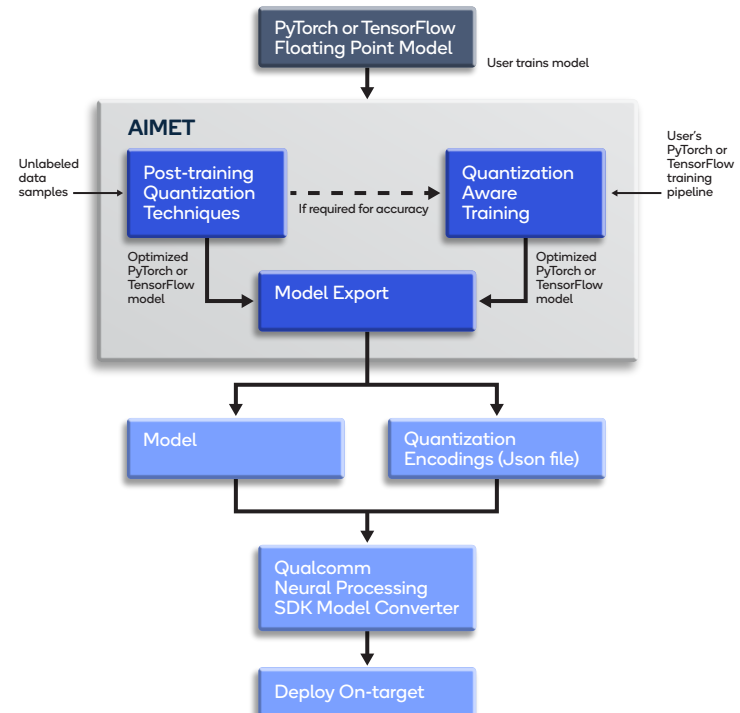 PyTorch or TensorFlow
Floating Point Model
User trains model
AIMET
Unlabeled
data
samples
Post-training
Quantization
Techniques
If required for accuracy
Quantization
Aware
Training
User's
PyTorch or
TensorFlow
training
pipeline
Optimized
PyTorch or
TensorFlow
model
Model Export
Optimized
PyTorch or
TensorFlow
model
Model
Quantization
Encodings (Json file)
Qualcomm
Neural Processing
SDK Model Converter
Deploy On-target